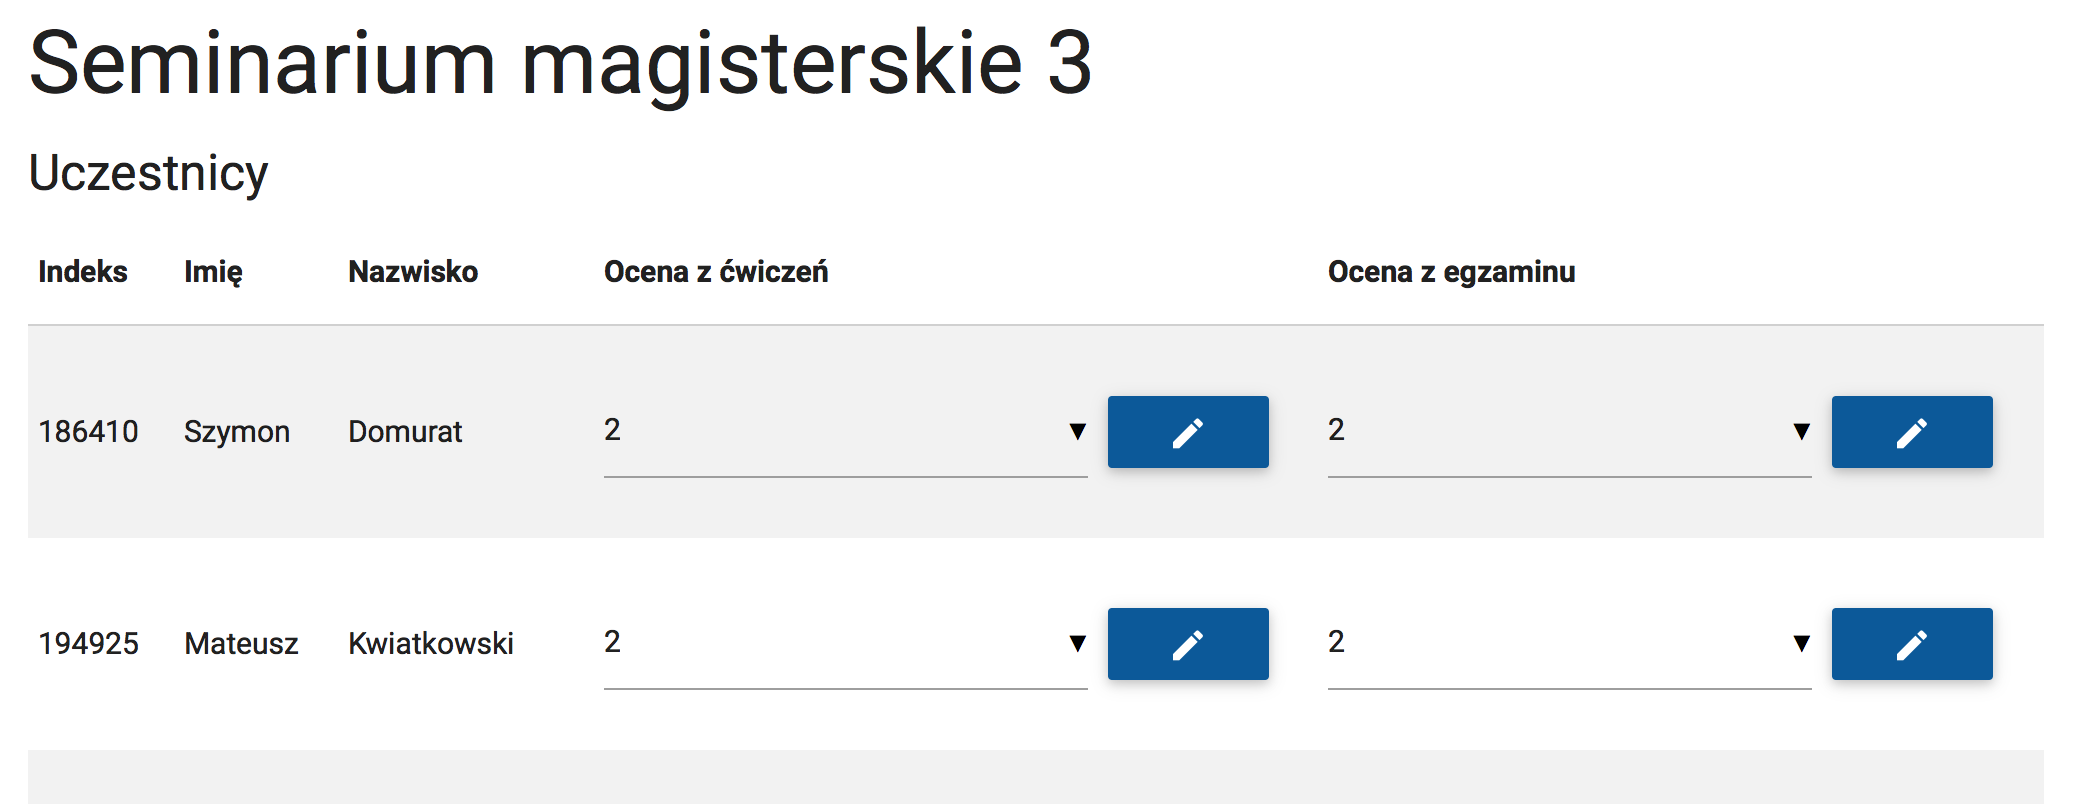 Seminarium magisterskie 3
Uczestnicy
Indeks Imię Nazwisko Ocena z ćwiczeń Ocena z egzaminu
186410 Szymon Domurat 2 ▼ 2 ▼
194925 Mateusz Kwiatkowski 2 ▼ 2 ▼